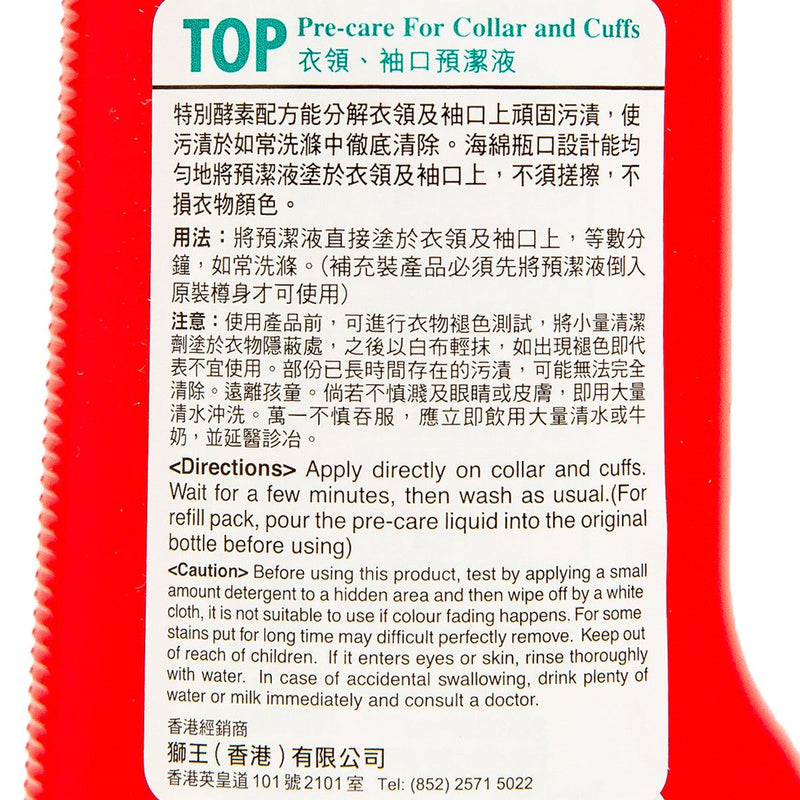 TOP Pre-care For Collar and Cuffs
衣領、袖口預潔液
特別酵素配方能分解衣領及袖口上頑固污漬，使
污漬於如常洗滌中徹底清除。海綿瓶口設計能均
勻地將預潔液塗於衣領及袖口上，不須搓擦，不
損衣物顏色。
用法：將預潔液直接塗於衣領及袖口上，等數分
鐘，如常洗滌。（補充裝產品必須先將預潔液倒入
原裝樽身才可使用）
注意：使用產品前，可進行衣物褪色測試，將小量清潔
劑塗於衣物隱蔽處，之後以白布輕抹，如出現褪色即代
表不宜使用。部份已長時間存在的污漬，可能無法完全
清除。遠離孩童。倘若不慎濺及眼睛或皮膚，即用大量
清水沖洗。萬一不慎吞服，應立即飲用大量清水或牛
奶，並延醫診冶。
<Directions> Apply directly on collar and cuffs.
Wait for a few minutes, then wash as usual.(For
refill pack, pour the pre-care liquid into the original
bottle before using)
<Caution> Before using this product, test by applying a small
amount detergent to a hidden area and then wipe off by a white
cloth, it is not suitable to use if colour fading happens. For some
stains put for long time may difficult perfectly remove. Keep out
of reach of children. If it enters eyes or skin, rinse thoroughly
with water. In case of accidental swallowing, drink plenty of
water or milk immediately and consult a doctor.
香港經銷商
獅王（香港）有限公司
香港英皇道101號2101室 Tel: (852) 2571 5022